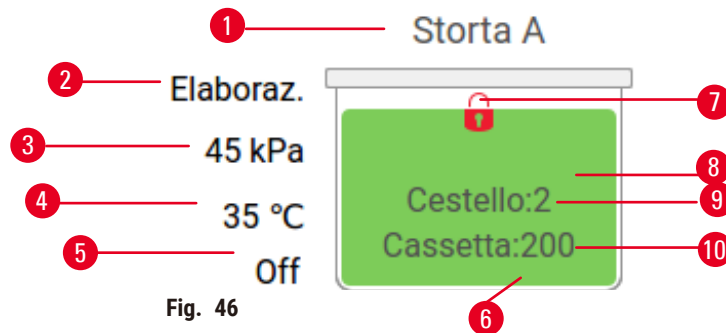 1 Storta A
2 Elaboraz.
3 45 kPa
4 35 °C
5 Off
7
8
Cestello:2 9
Cassetta:200 10
6
Fig. 46